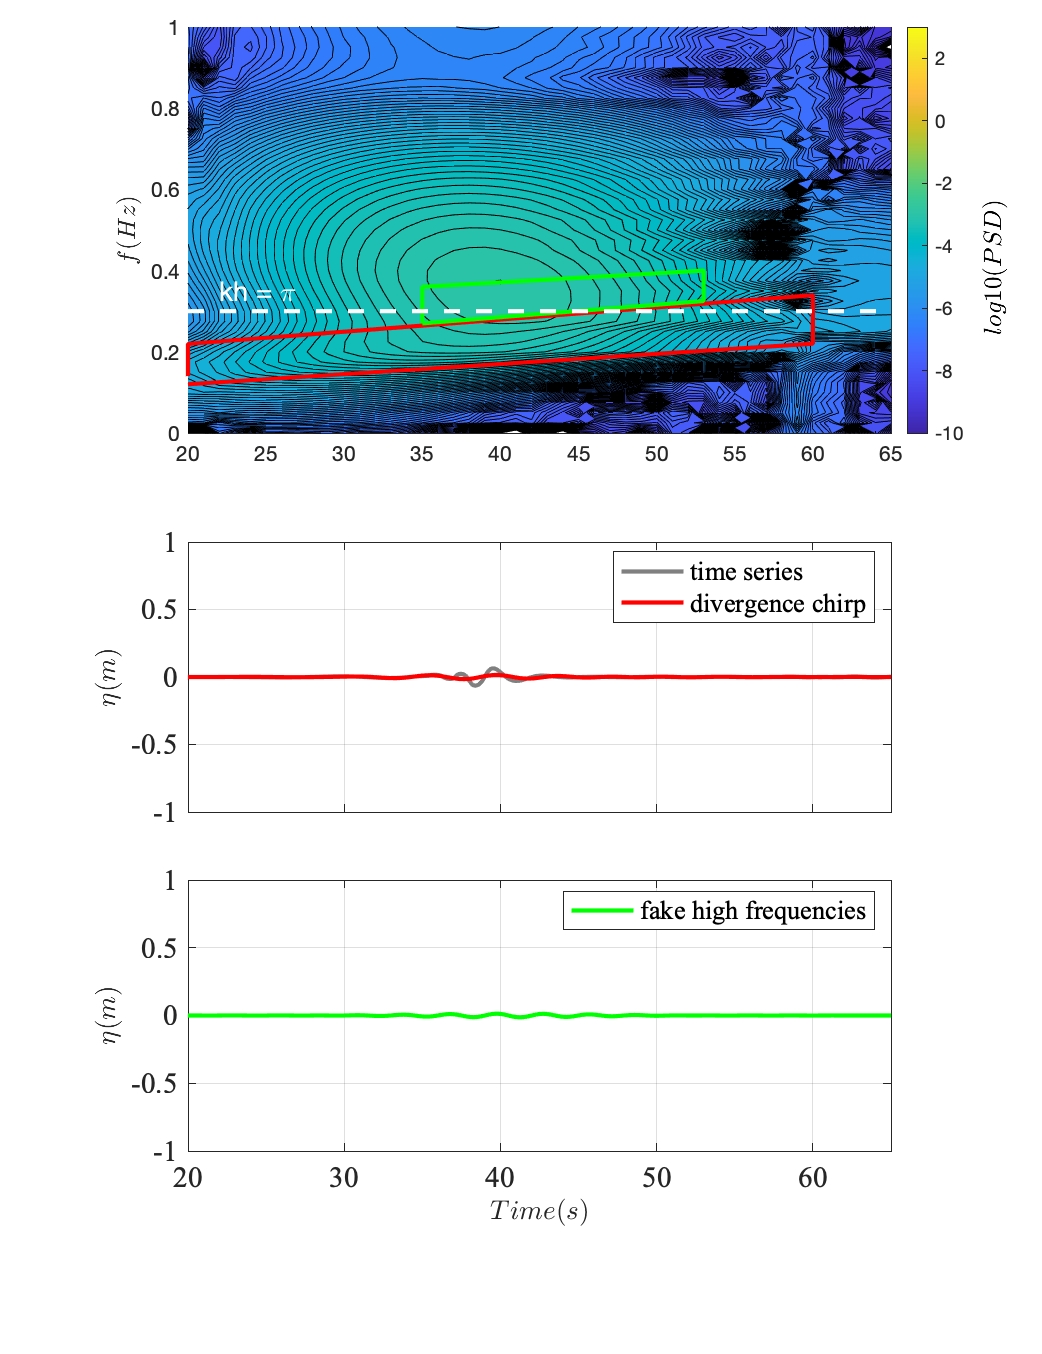 1
0.8
0.6
0.4
0.2
0
f(Hz)
kh = π
20 25 30 35 40 45 50 55 60 65
2
0
-2
-4
-6
-8
-10
log10(PSD)
1
0.5
0
-0.5
-1
η(m)
time series
divergence chirp
1
0.5
0
-0.5
-1
η(m)
fake high frequencies
20 30 40 50 60
Time(s)